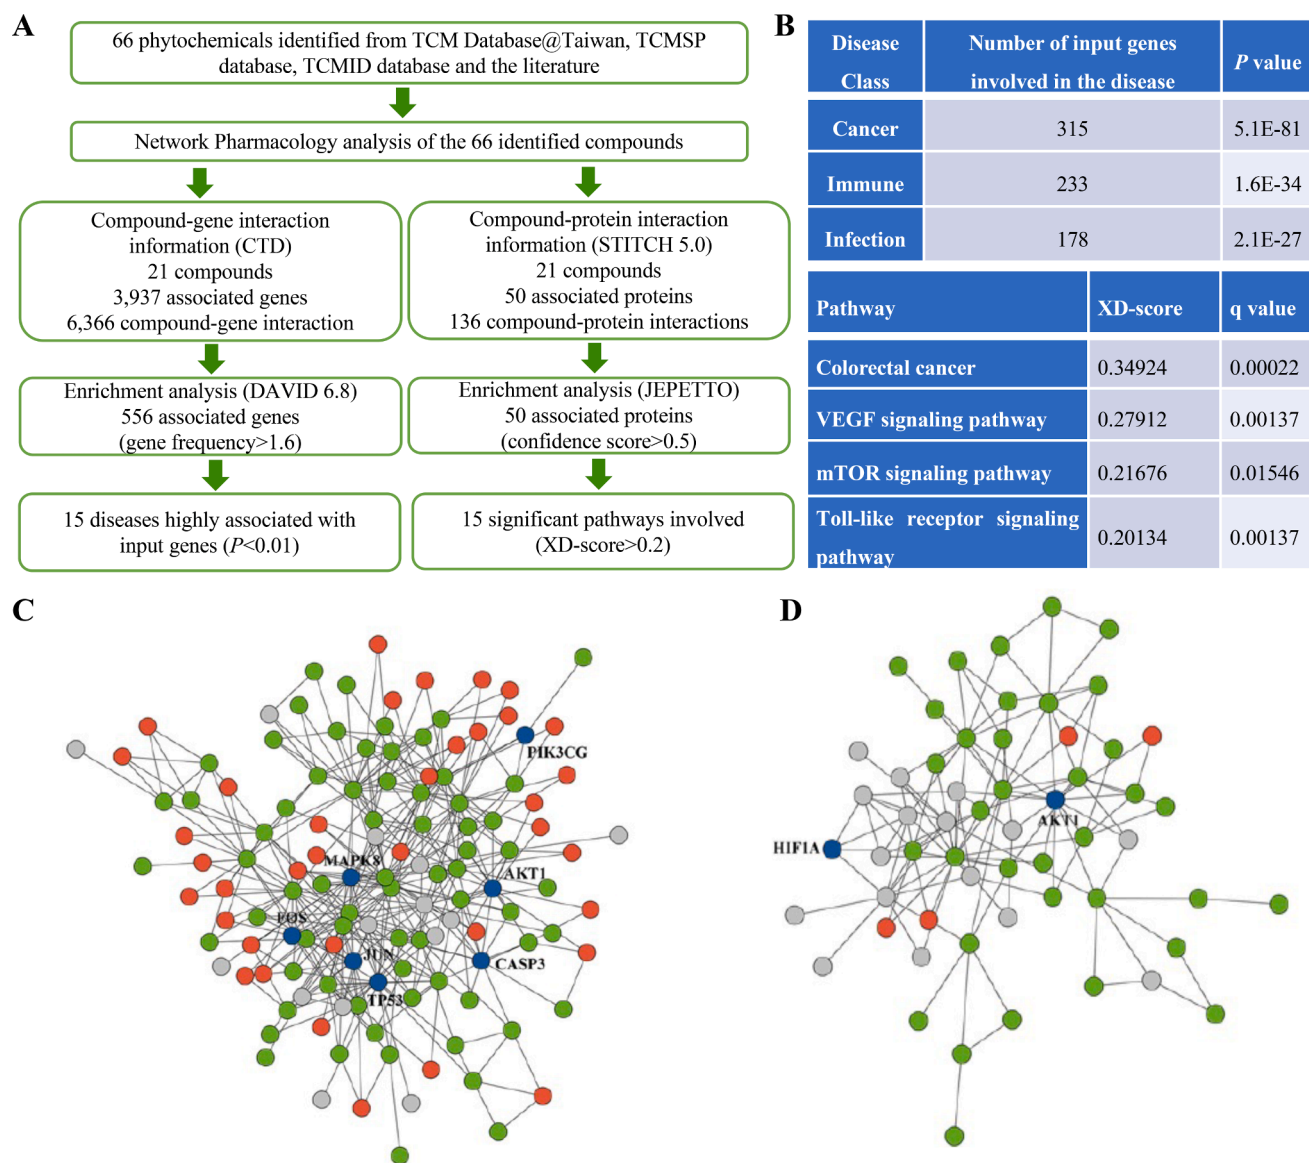 A
66 phytochemicals identified from TCM Database@Taiwan, TCMSP
database, TCMID database and the literature
Network Pharmacology analysis of the 66 identified compounds
Compound-gene interaction
information (CTD)
21 compounds
3,937 associated genes
6,366 compound-gene interaction
Compound-protein interaction
information (STITCH 5.0)
21 compounds
50 associated proteins
136 compound-protein interactions
Enrichment analysis (DAVID 6.8)
556 associated genes
(gene frequency>1.6)
Enrichment analysis (JEPETTO)
50 associated proteins
(confidence score>0.5)
15 diseases highly associated with
input genes (P<0.01)
15 significant pathways involved
(XD-score>0.2)
B
Disease
Class
Number of input genes
involved in the disease
P value
Cancer 315 5.1E-81
Immune 233 1.6E-34
Infection 178 2.1E-27
Pathway XD-score q value
Colorectal cancer 0.34924 0.00022
VEGF signaling pathway 0.27912 0.00137
mTOR signaling pathway 0.21676 0.01546
Toll-like receptor signaling
pathway
0.20134 0.00137
C
PIK3CG
MAPK8
AKT1
FOS
JUN
CASP3
TP53
D
AKT1
HIF1A